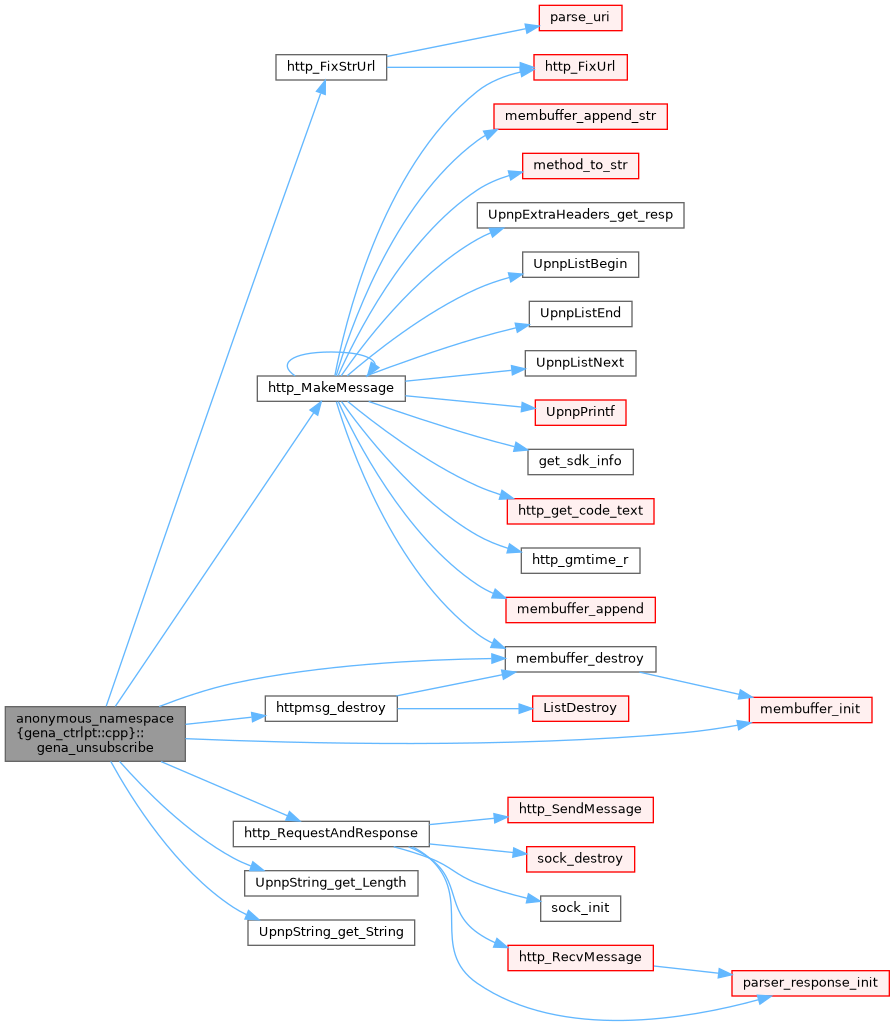 parse_uri
http_FixStrUrl
http_FixUrl
membuffer_append_str
method_to_str
UpnpExtraHeaders_get_resp
UpnpListBegin
UpnpListEnd
UpnpListNext
http_MakeMessage
UpnpPrintf
get_sdk_info
http_get_code_text
http_gmtime_r
membuffer_append
membuffer_destroy
httpmsg_destroy
ListDestroy
membuffer_init
anonymous_namespace
{gena_ctrlpt::cpp}::
gena_unsubscribe
http_SendMessage
http_RequestAndResponse
sock_destroy
UpnpString_get_Length
sock_init
UpnpString_get_String
http_RecvMessage
parser_response_init